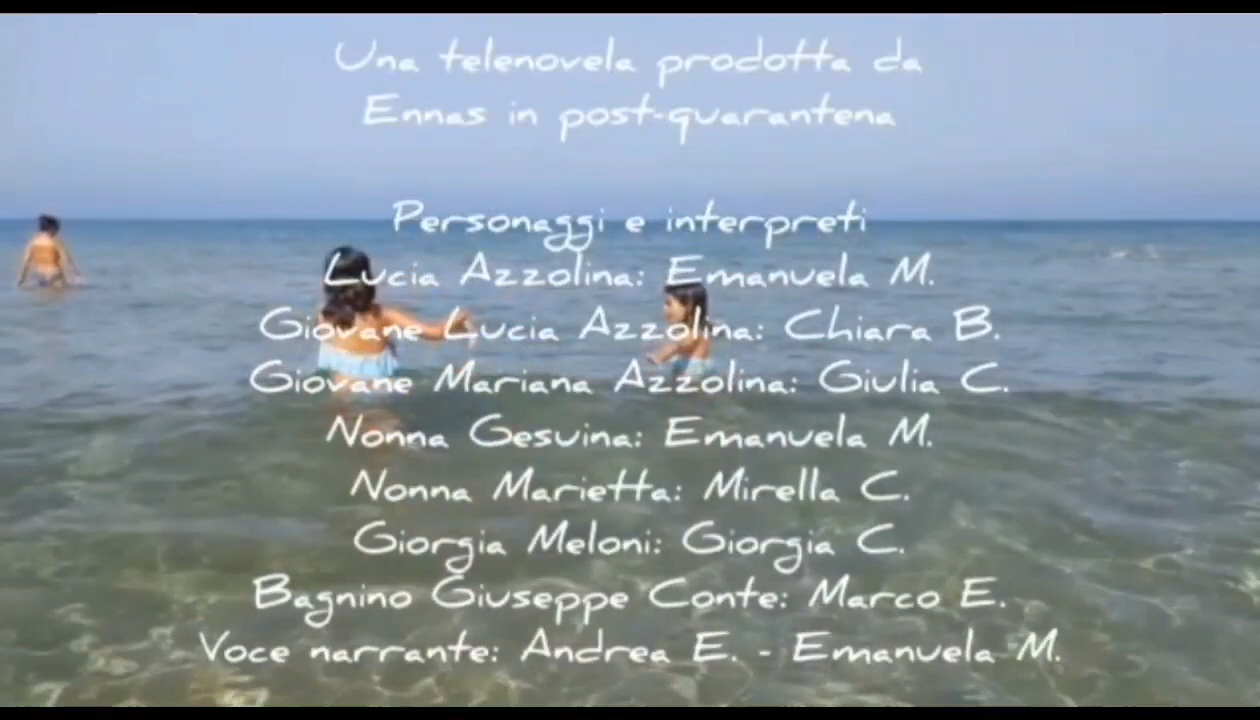 Una telenovela prodotta da
Ennas in post-quarantena
Personaggi e interpreti
Lucia Azzolina: Emanuela M.
Giovane Lucia Azzolina: Chiara B.
Giovane Mariana Azzolina: Giulia C.
Nonna Gesuina: Emanuela M.
Nonna Marietta: Mirella C.
Giorgia Meloni: Giorgia C.
Bagnino Giuseppe Conte: Marco E.
Voce narrante: Andrea E. - Emanuela M.